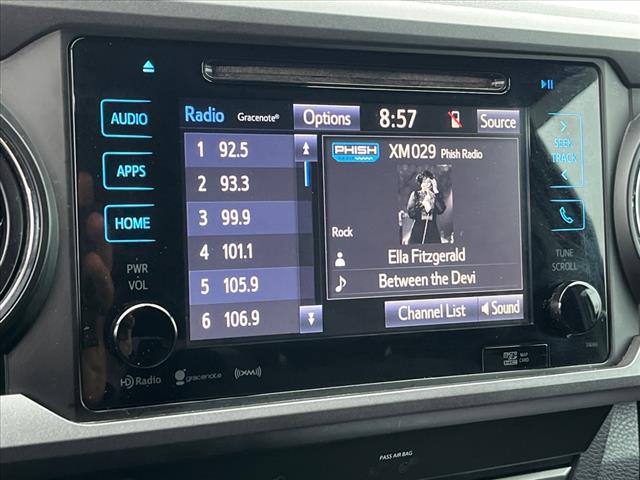 Radio Gracenote® Options 8:57 Source
AUDIO
APPS
HOME
PWR
VOL
1 92.5
2 93.3
3 99.9
4 101.1
5 105.9
6 106.9
PHISH XM029 Phish Radio
Rock
Ella Fitzgerald
Between the Devi
Channel List
Sound
SEEK
TRACK
TUNE
SCROLL
HD Radio gracenote ((XM))
MAP
CARD
PASS AIR BAG